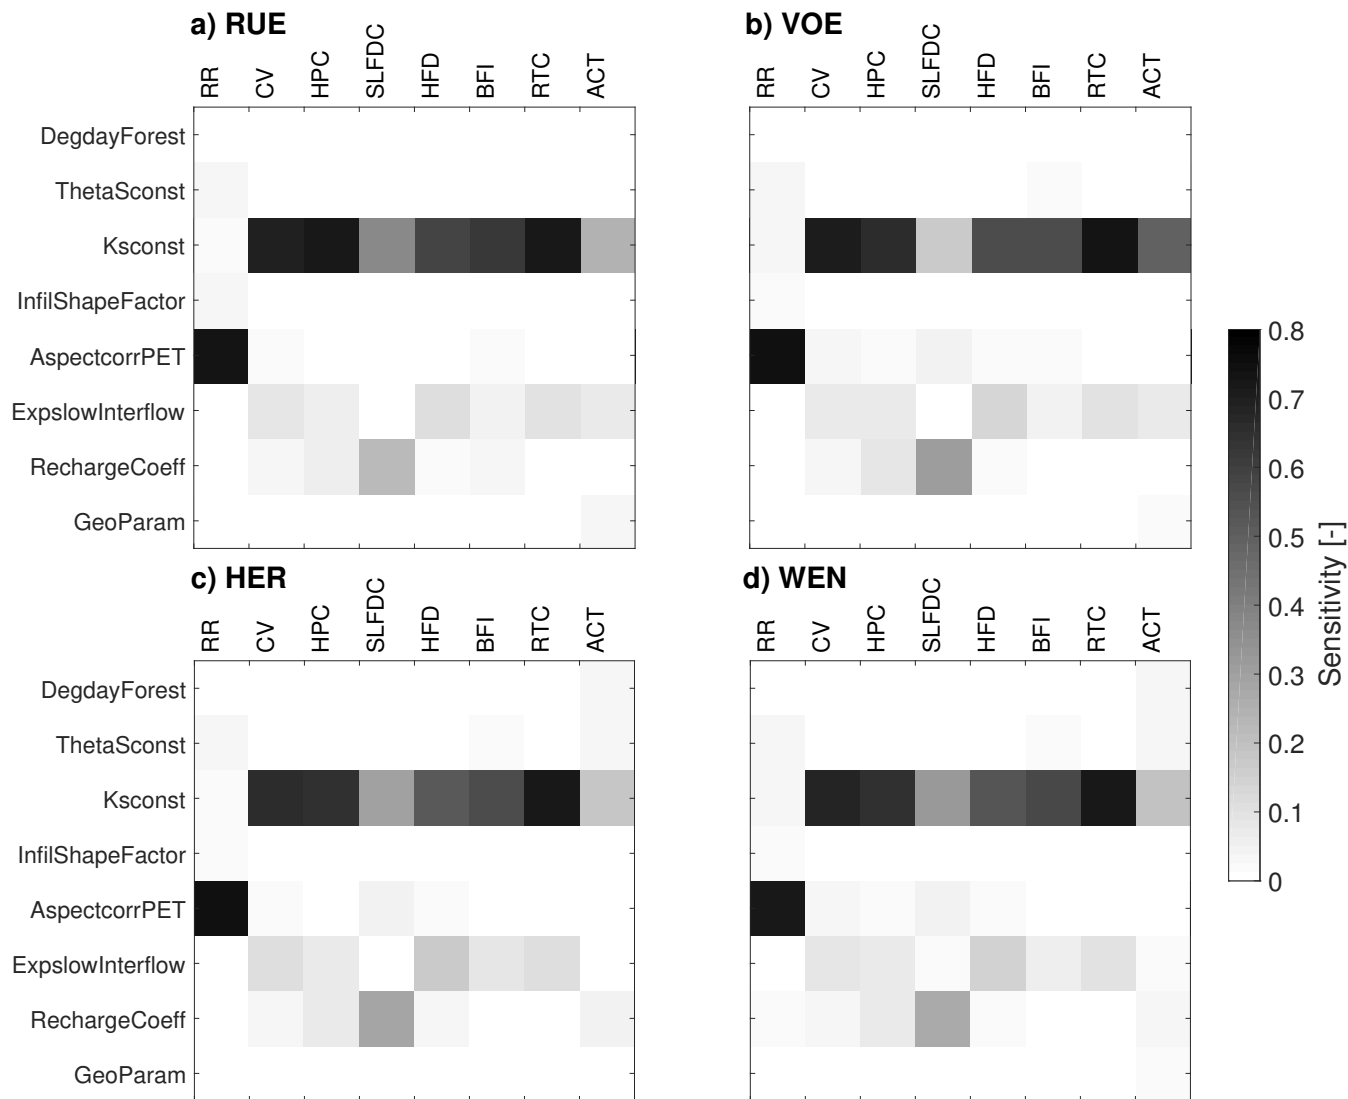 a) RUE
b) VOE
RR CV HPC SLFDC HFD BFI RTC ACT
RR CV HPC SLFDC HFD BFI RTC ACT
DegdayForest
ThetaSconst
Ksconst
InfilShapeFactor
AspectcorrPET
ExpslowInterflow
RechargeCoeff
GeoParam
c) HER
d) WEN
RR CV HPC SLFDC HFD BFI RTC ACT
RR CV HPC SLFDC HFD BFI RTC ACT
DegdayForest
ThetaSconst
Ksconst
InfilShapeFactor
AspectcorrPET
ExpslowInterflow
RechargeCoeff
GeoParam
0.8
0.7
0.6
0.5
0.4
0.3
0.2
0.1
0
Sensitivity [-]